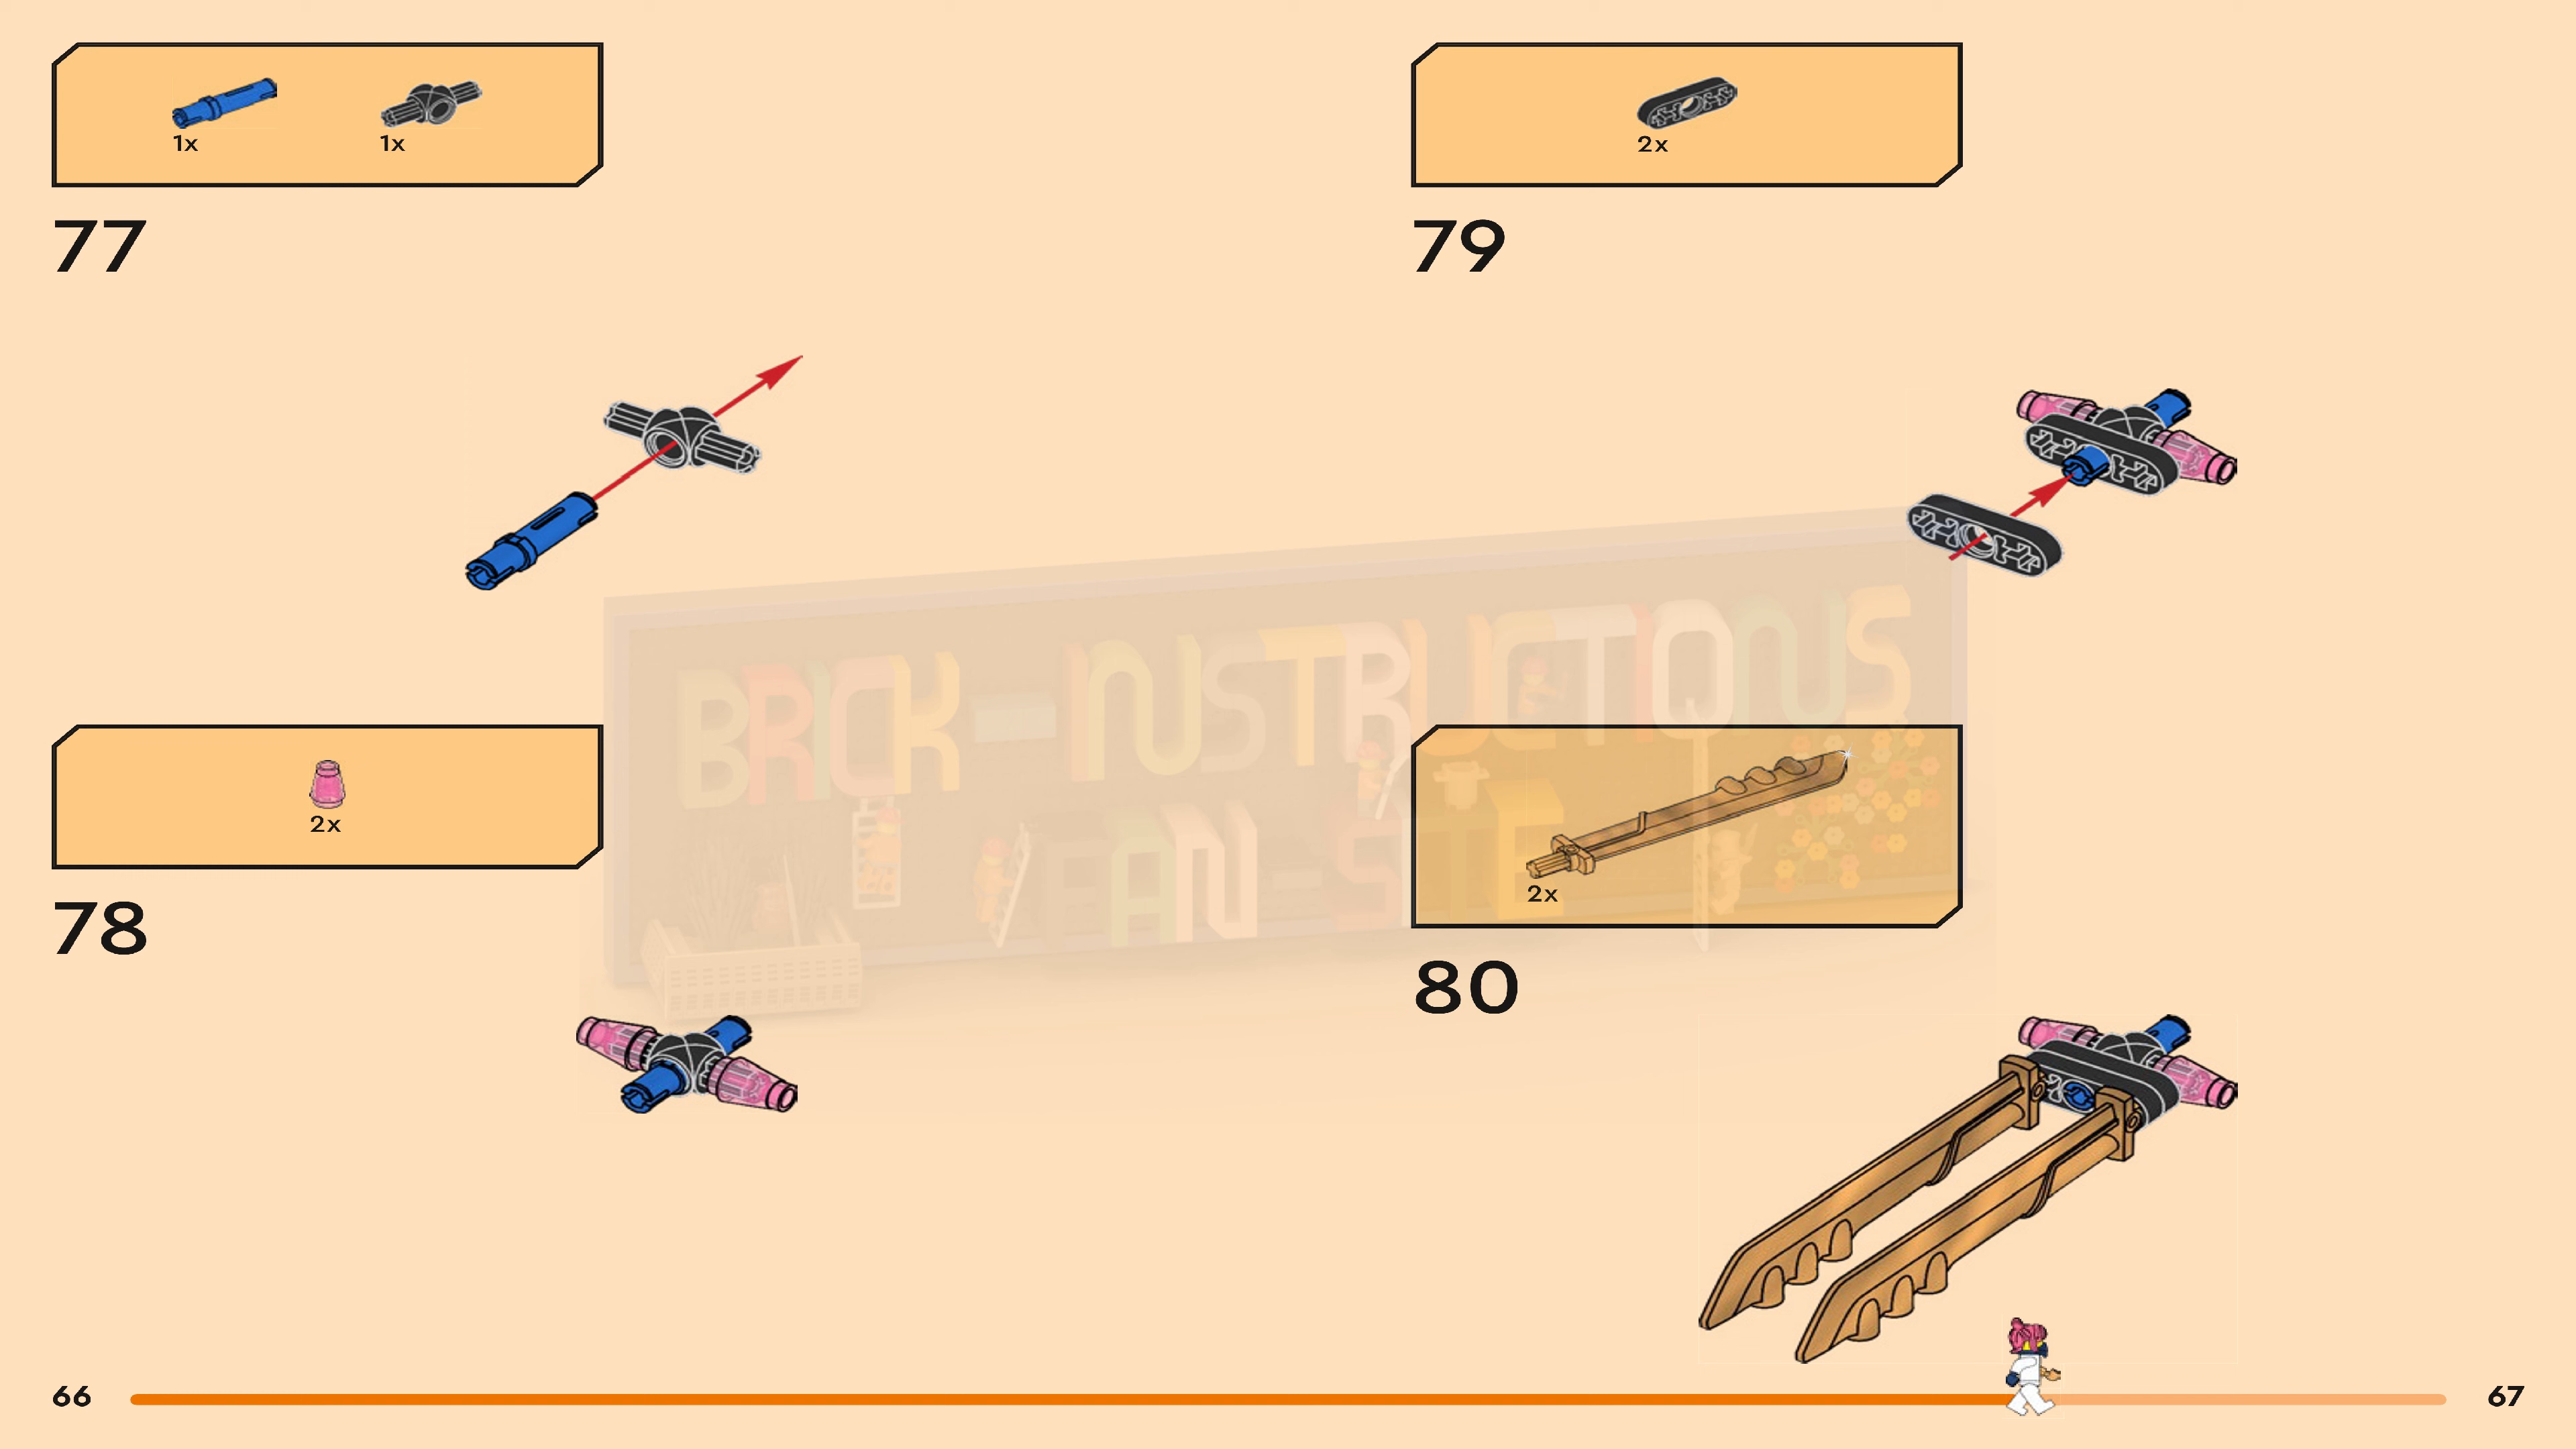 1x 1x
77
2x
78
2x
79
2x
80
BRICK-INSTRUCTIONS
FAN-SITE
66
67